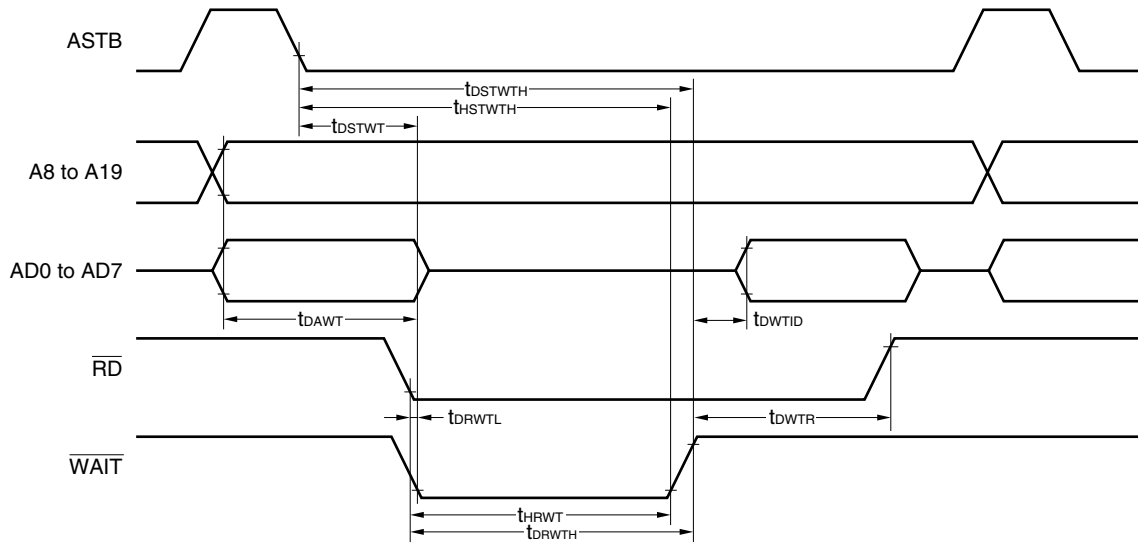 ASTB
tDSTWTH
tHSTWTH
tDSTWT
A8 to A19
AD0 to AD7
tDAWT
tDWTID
RD
tDRWTL
tDWTR
WAIT
tHRWT
tDRWTH